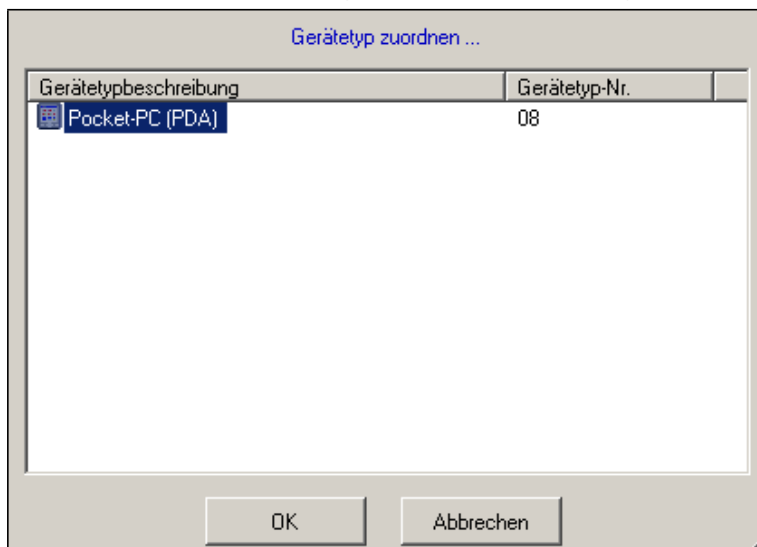 Gerätetyp zuordnen ...
Gerätetypbeschreibung Gerätetyp-Nr.
Pocket-PC (PDA) 08
OK Abbrechen